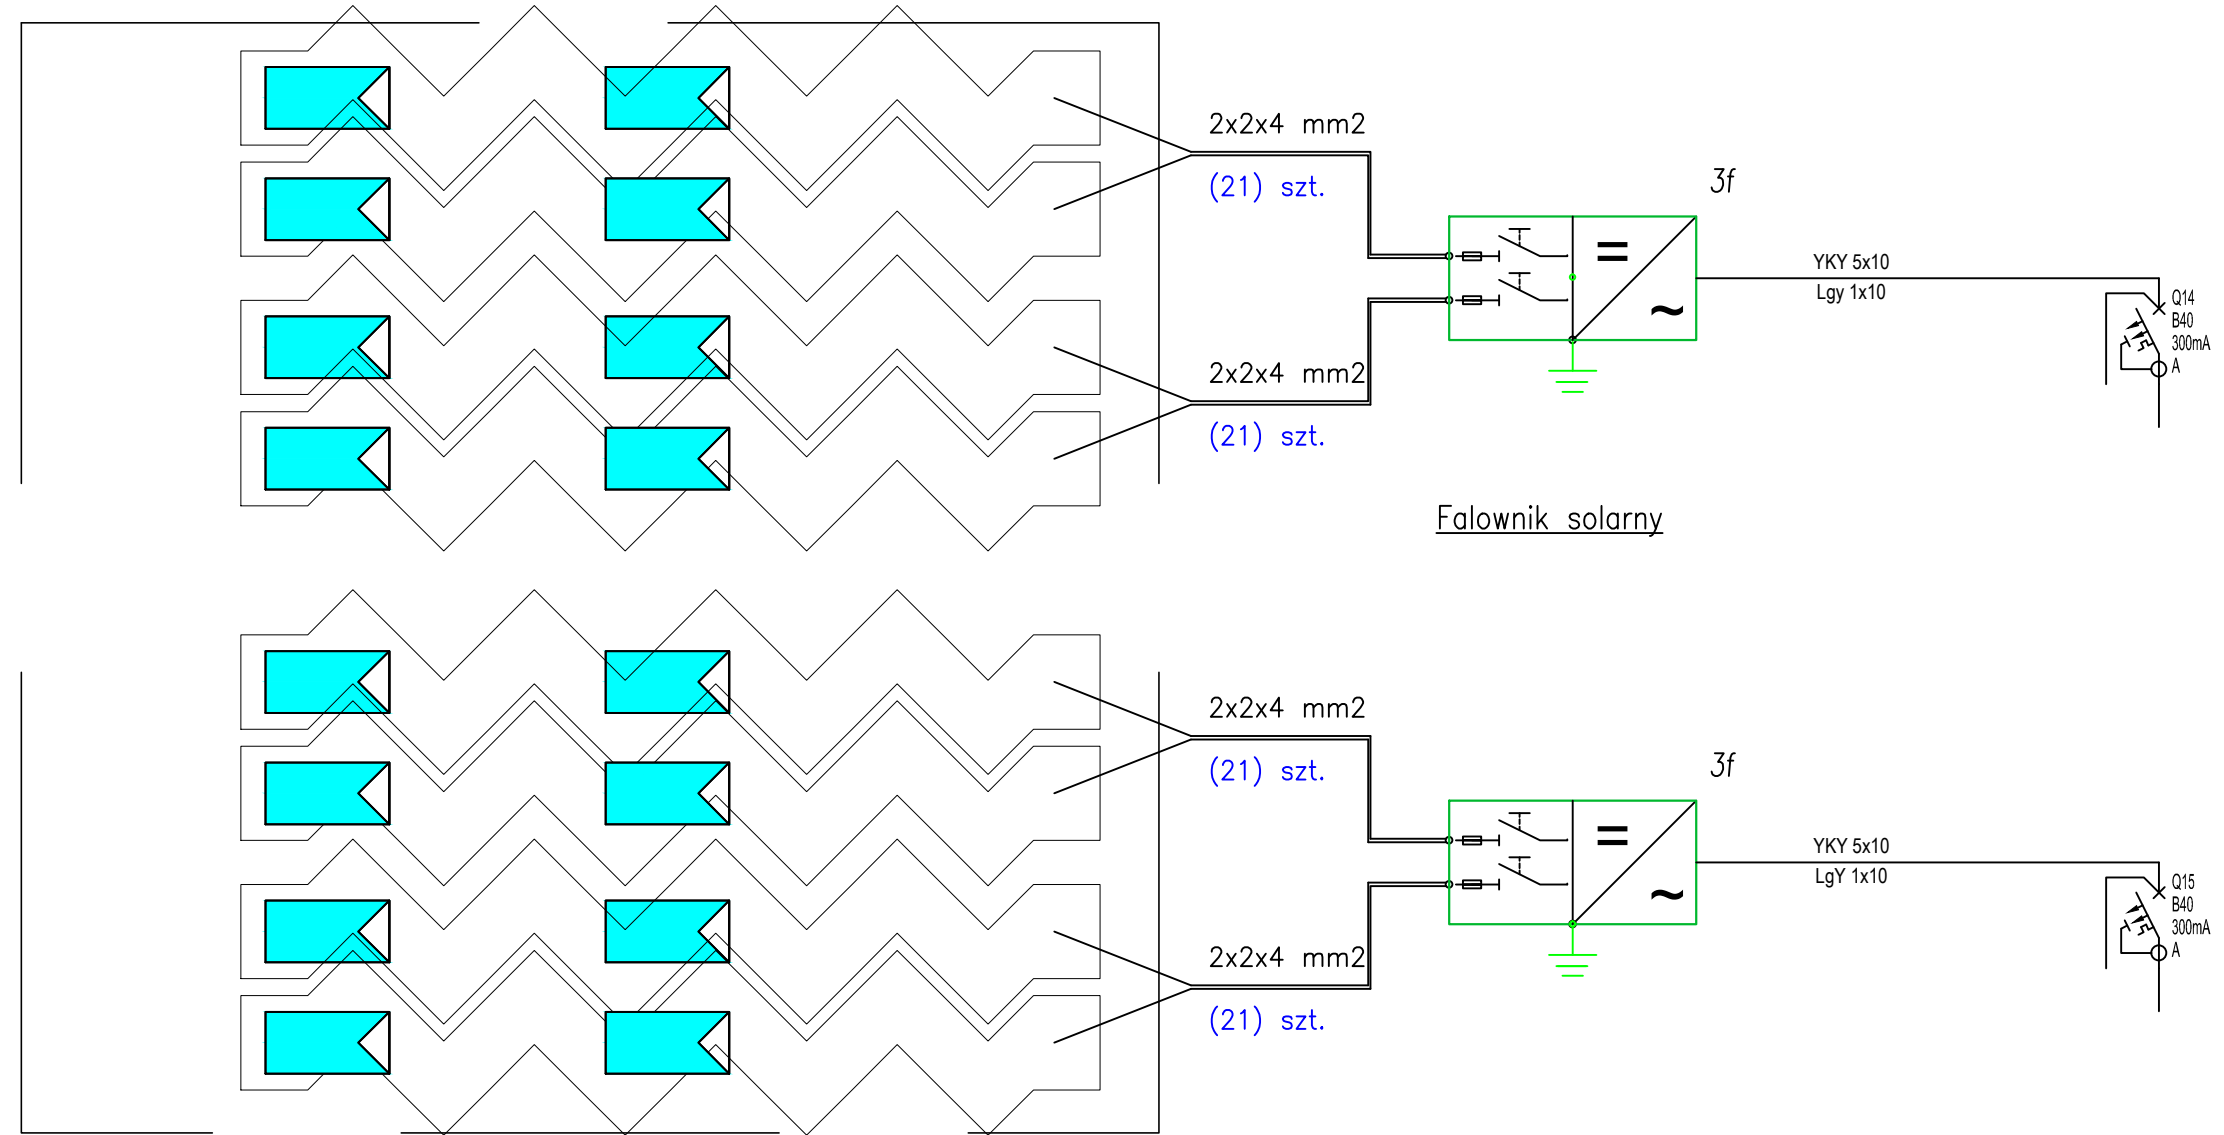 2x2x4 mm2
(21) szt.
3f
=
~
YKY 5x10
Lgy 1x10
Q14
B40
300mA
A
2x2x4 mm2
(21) szt.
Falownik solarny
2x2x4 mm2
(21) szt.
3f
=
~
YKY 5x10
LgY 1x10
Q15
B40
300mA
A
2x2x4 mm2
(21) szt.